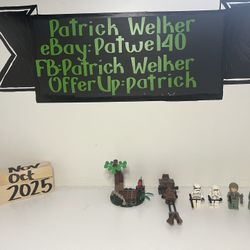 Patrick Welker
eBay:Patwel40
FB:Patrick Welker
OfferUp:patrick
Nov
Oct
2025